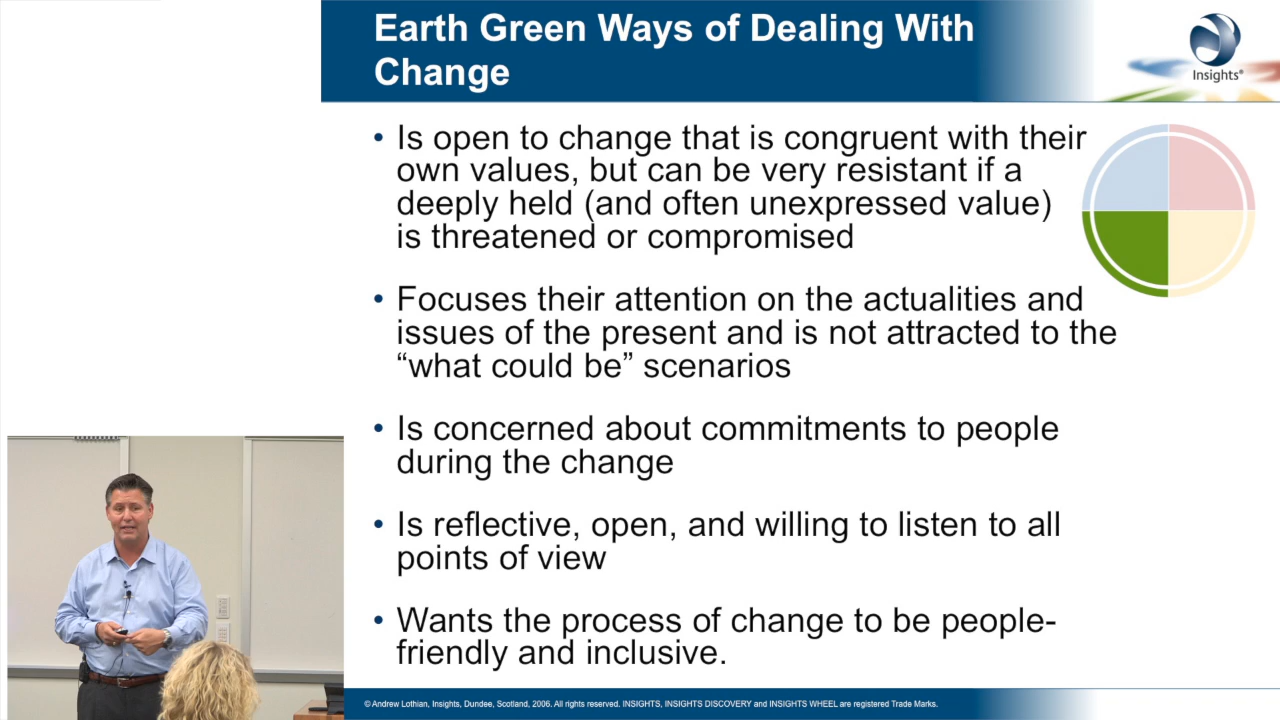 Earth Green Ways of Dealing With
Change
Insights®
• Is open to change that is congruent with their
own values, but can be very resistant if a
deeply held (and often unexpressed value)
is threatened or compromised
• Focuses their attention on the actualities and
issues of the present and is not attracted to the
“what could be” scenarios
• Is concerned about commitments to people
during the change
• Is reflective, open, and willing to listen to all
points of view
• Wants the process of change to be people-
friendly and inclusive.
© Andrew Lothian, Insights, Dundee, Scotland, 2006. All rights reserved. INSIGHTS, INSIGHTS DISCOVERY and INSIGHTS WHEEL are registered Trade Marks.